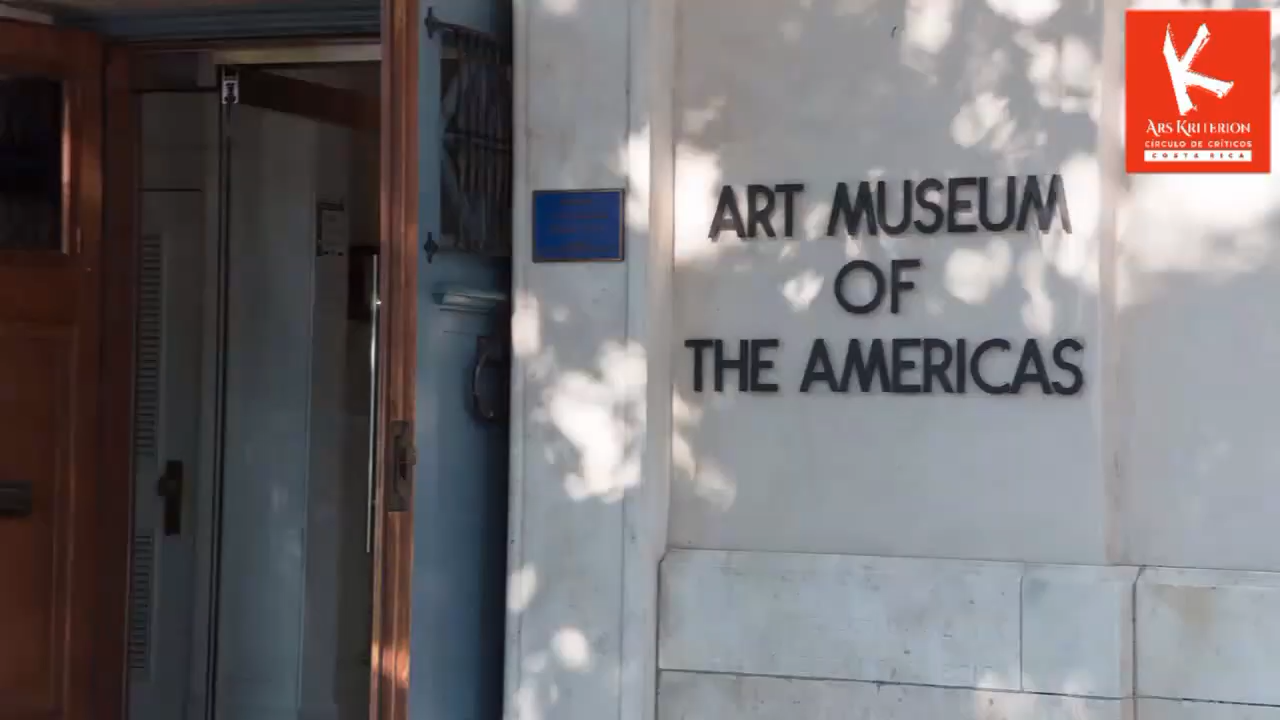 ART MUSEUM
OF
THE AMERICAS
K
ARS KRITERION
CÍRCULO DE CRÍTICOS
COSTA RICA